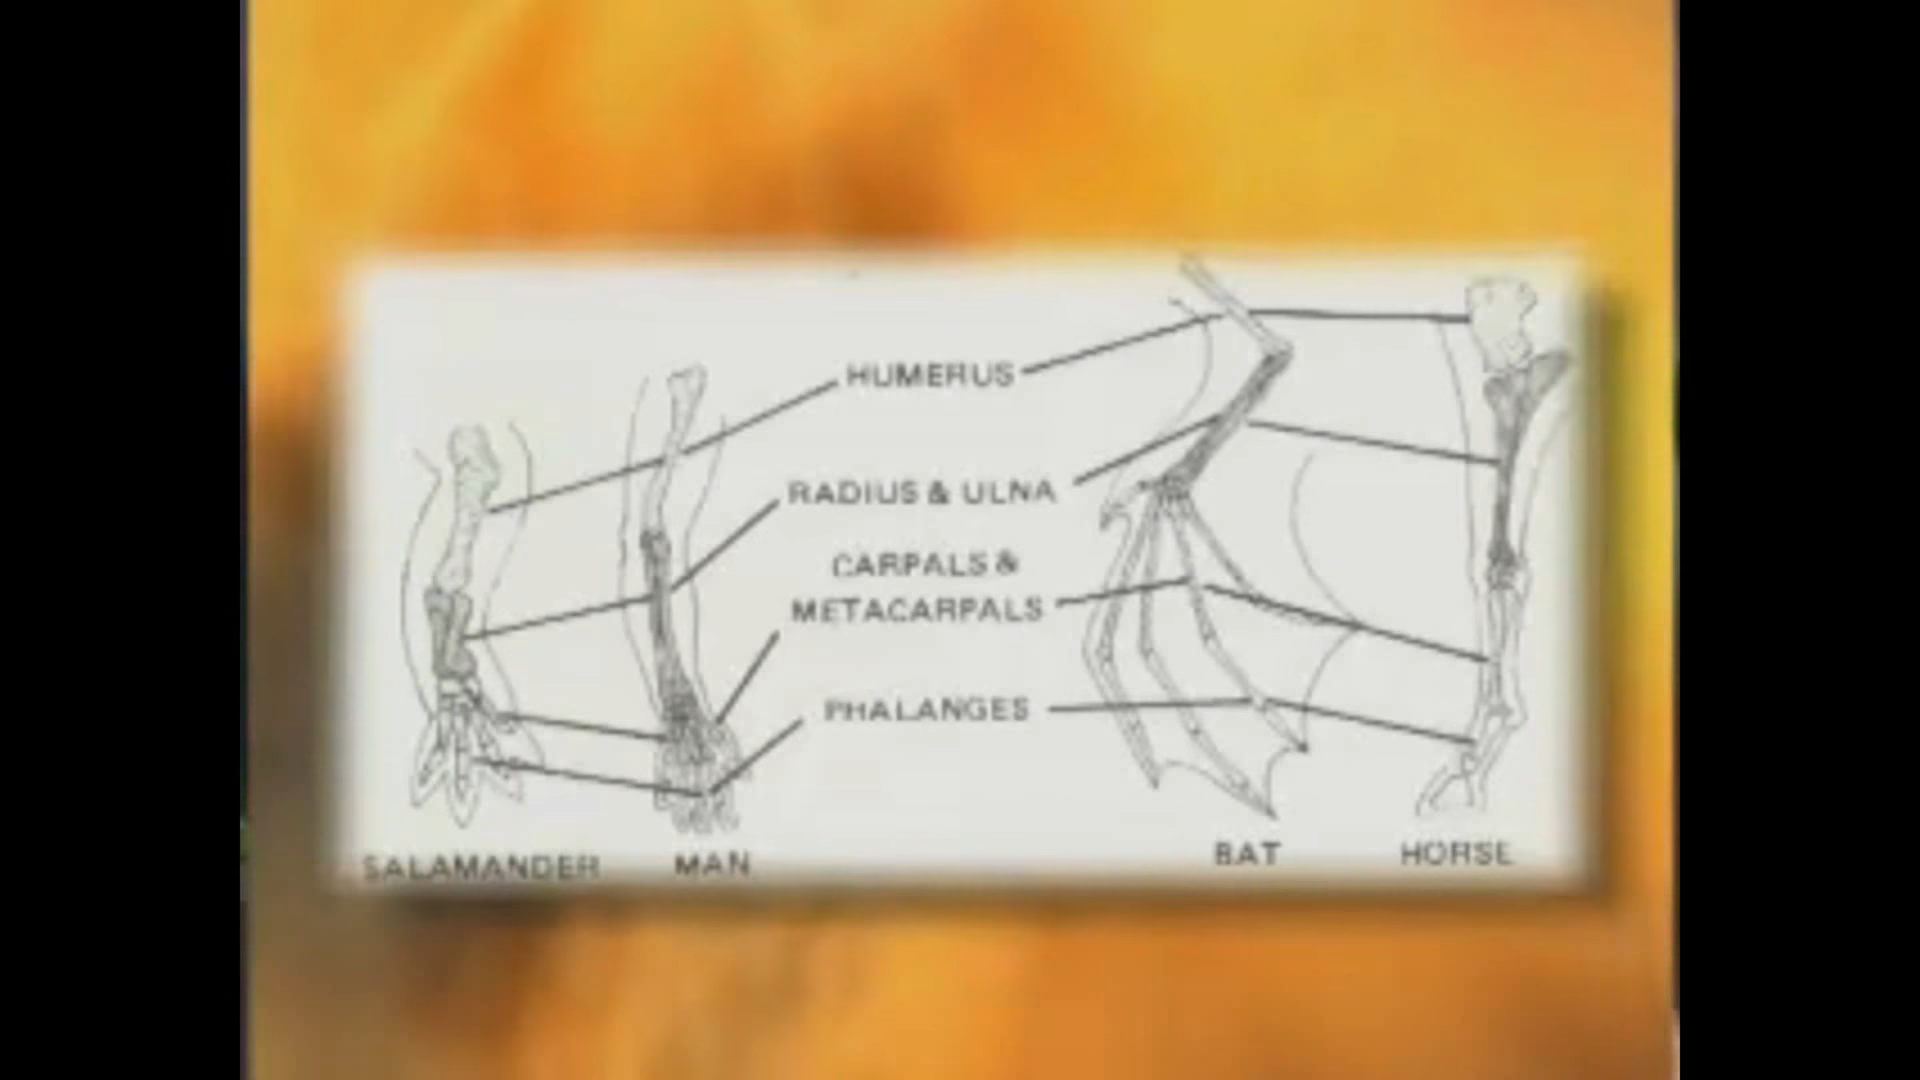 HUMERUS
RADIUS & ULNA
CARPALS &
METACARPALS
PHALANGES
SALAMANDER MAN BAT HORSE